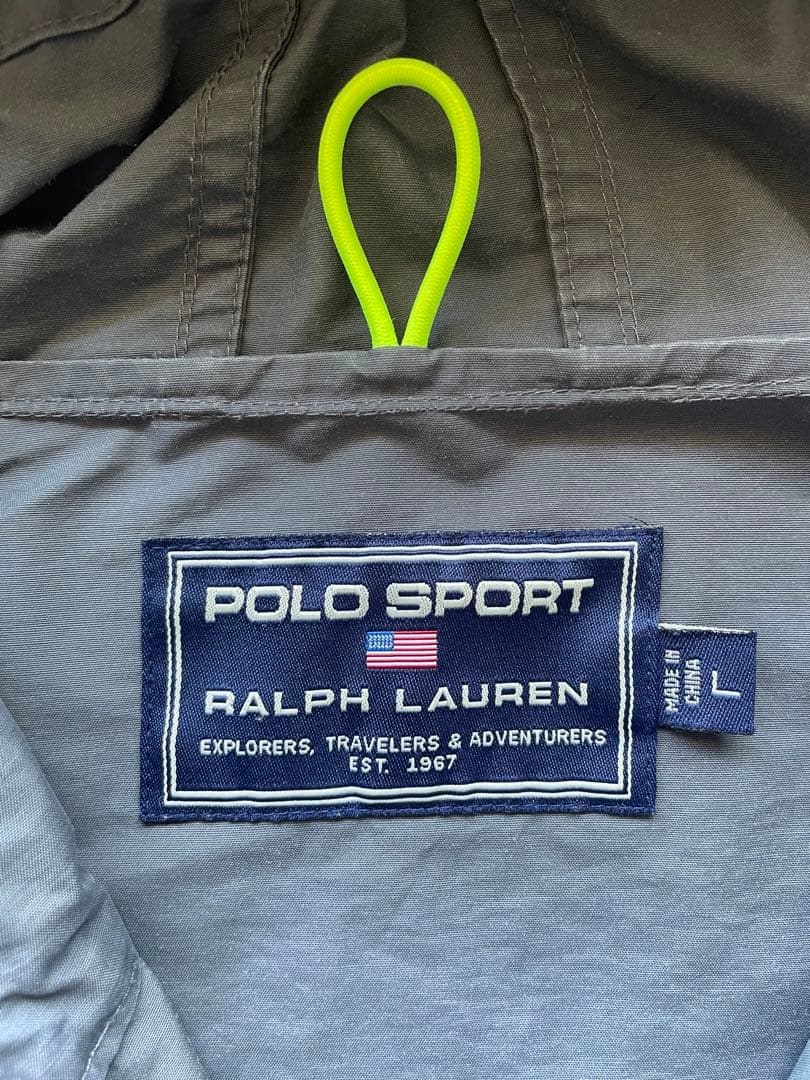 POLO SPORT
RALPH LAUREN
EXPLORERS, TRAVELERS & ADVENTURERS
EST. 1967
MADE IN
CHINA
L